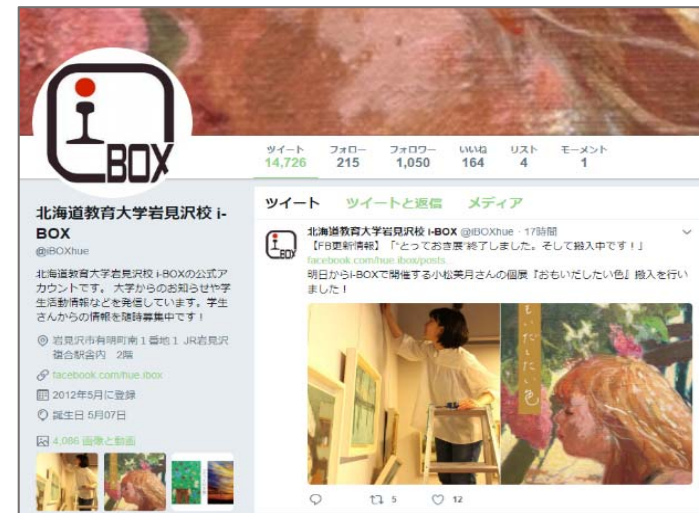 i BOX
ツイート フォロー フォロワー いいね リスト モーメント
14,726 215 1,050 164 4 1
北海道教育大学岩見沢校 i-
BOX
@iBOXhue
北海道教育大学岩見沢校 i-BOXの公式ア
カウントです。 大学からのお知らせや学
生活動情報などを発信しています。学生
さんからの情報を随時募集中です！
岩見沢市有明町南１番地１ JR岩見沢
複合駅舎内 2階
facebook.com/hue.ibox
2012年5月に登録
誕生日 5月07日
4,086 画像と動画
ツイート ツイートと返信 メディア
i BOX
北海道教育大学岩見沢校 i-BOX @iBOXhue · 17時間
【FB更新情報】「“とっておき展”終了しました。そして搬入中です！」
facebook.com/hue.ibox/posts...
明日からi-BOXで開催する小松美月さんの個展『おもいだしたい色』搬入を行い
ました！
もいだしたい色
5 12